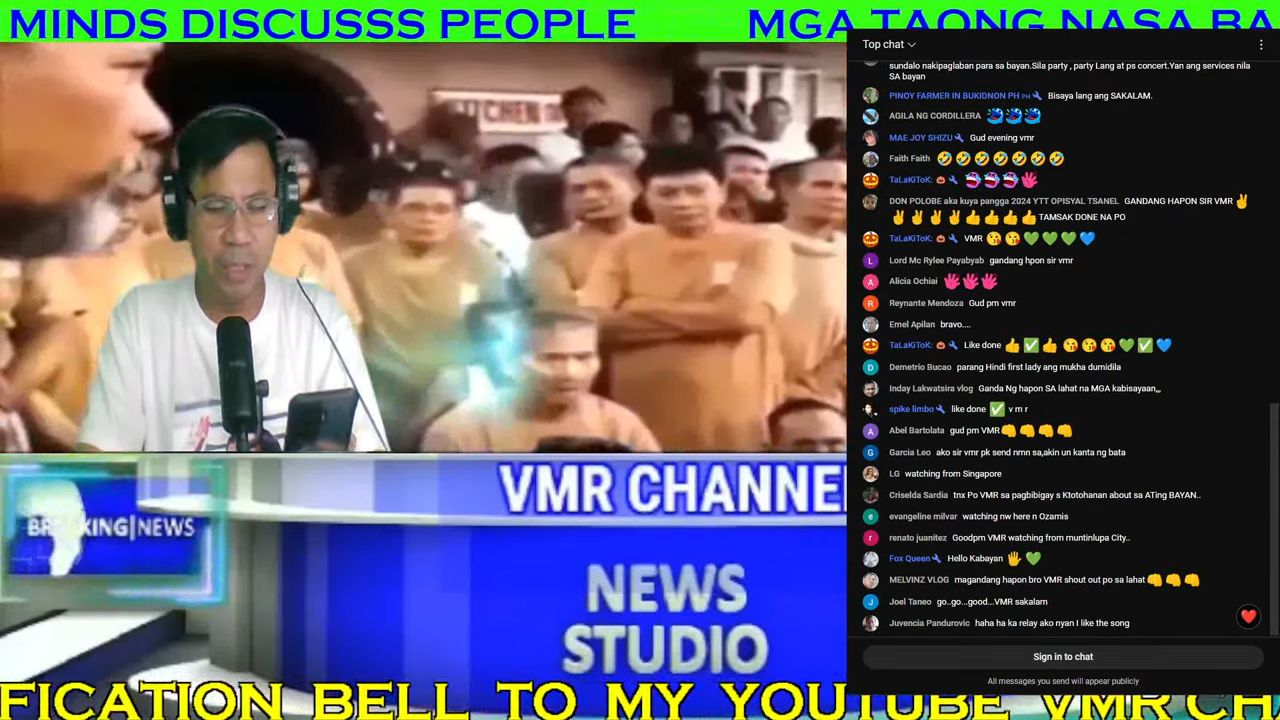 MINDS DISCUSSS PEOPLE MGA TAONG NASA BA
Top chat
sundalo nakipaglaban para sa bayan.Sila party , party Lang at ps concert.Yan ang services nila
SA bayan
PINOY FARMER IN BUKIDNON PH PH Bisaya lang ang SAKALAM.
AGILA NG CORDILLERA
MAE JOY SHIZU Gud evening vmr
Faith Faith 🤣🤣🤣🤣🤣🤣🤣
TaLaKiToK: 🎃
DON POLOBE aka kuya pangga 2024 YTT OPISYAL TSANEL GANDANG HAPON SIR VMR ✌
✌✌✌✌👍👍👍👍 TAMSAK DONE NA PO
TaLaKiToK: 🎃 VMR 😘😘💚💚💚💙
L Lord Mc Rylee Payabyab gandang hpon sir vmr
A Alicia Ochiai
R Reynante Mendoza Gud pm vmr
Emel Apilan bravo....
TaLaKiToK: 🎃 Like done 👍✅👍😘😘😘💚✅💙
D Demetrio Bucao parang Hindi first lady ang mukha dumidila
Inday Lakwatsira vlog Ganda Ng hapon SA lahat na MGA kabisayaan,,,
spike limbo like done ✅ v m r
A Abel Bartolata gud pm VMR👊👊👊👊
G Garcia Leo ako sir vmr pk send nmn sa,akin un kanta ng bata
LG watching from Singapore
Criselda Sardia tnx Po VMR sa pagbibigay s Ktotohanan about sa ATing BAYAN..
e evangeline milvar watching nw here n Ozamis
r renato juanitez Goodpm VMR watching from muntinlupa City..
Fox Queen Hello Kabayan 🖐💚
MELVINZ VLOG magandang hapon bro VMR shout out po sa lahat 👊👊👊
J Joel Taneo go..go...good...VMR sakalam
Juvencia Pandurovic haha ha ka relay ako nyan I like the song
Sign in to chat
All messages you send will appear publicly
VMR CHANNE
NEWS
STUDIO
FICATION BELL TO MY YOUTUBE VMR CH